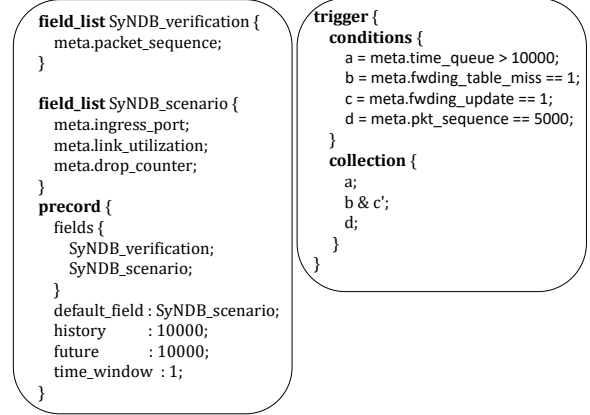 field_list SyNDB_verification {
meta.packet_sequence;
}
field_list SyNDB_scenario {
meta.ingress_port;
meta.link_utilization;
meta.drop_counter;
}
precord {
fields {
SyNDB_verification;
SyNDB_scenario;
}
default_field : SyNDB_scenario;
history : 10000;
future : 10000;
time_window : 1;
}
trigger {
conditions {
a = meta.time_queue > 10000;
b = meta.fwding_table_miss == 1;
c = meta.fwding_update == 1;
d = meta.pkt_sequence == 5000;
}
collection {
a;
b & c';
d;
}
}